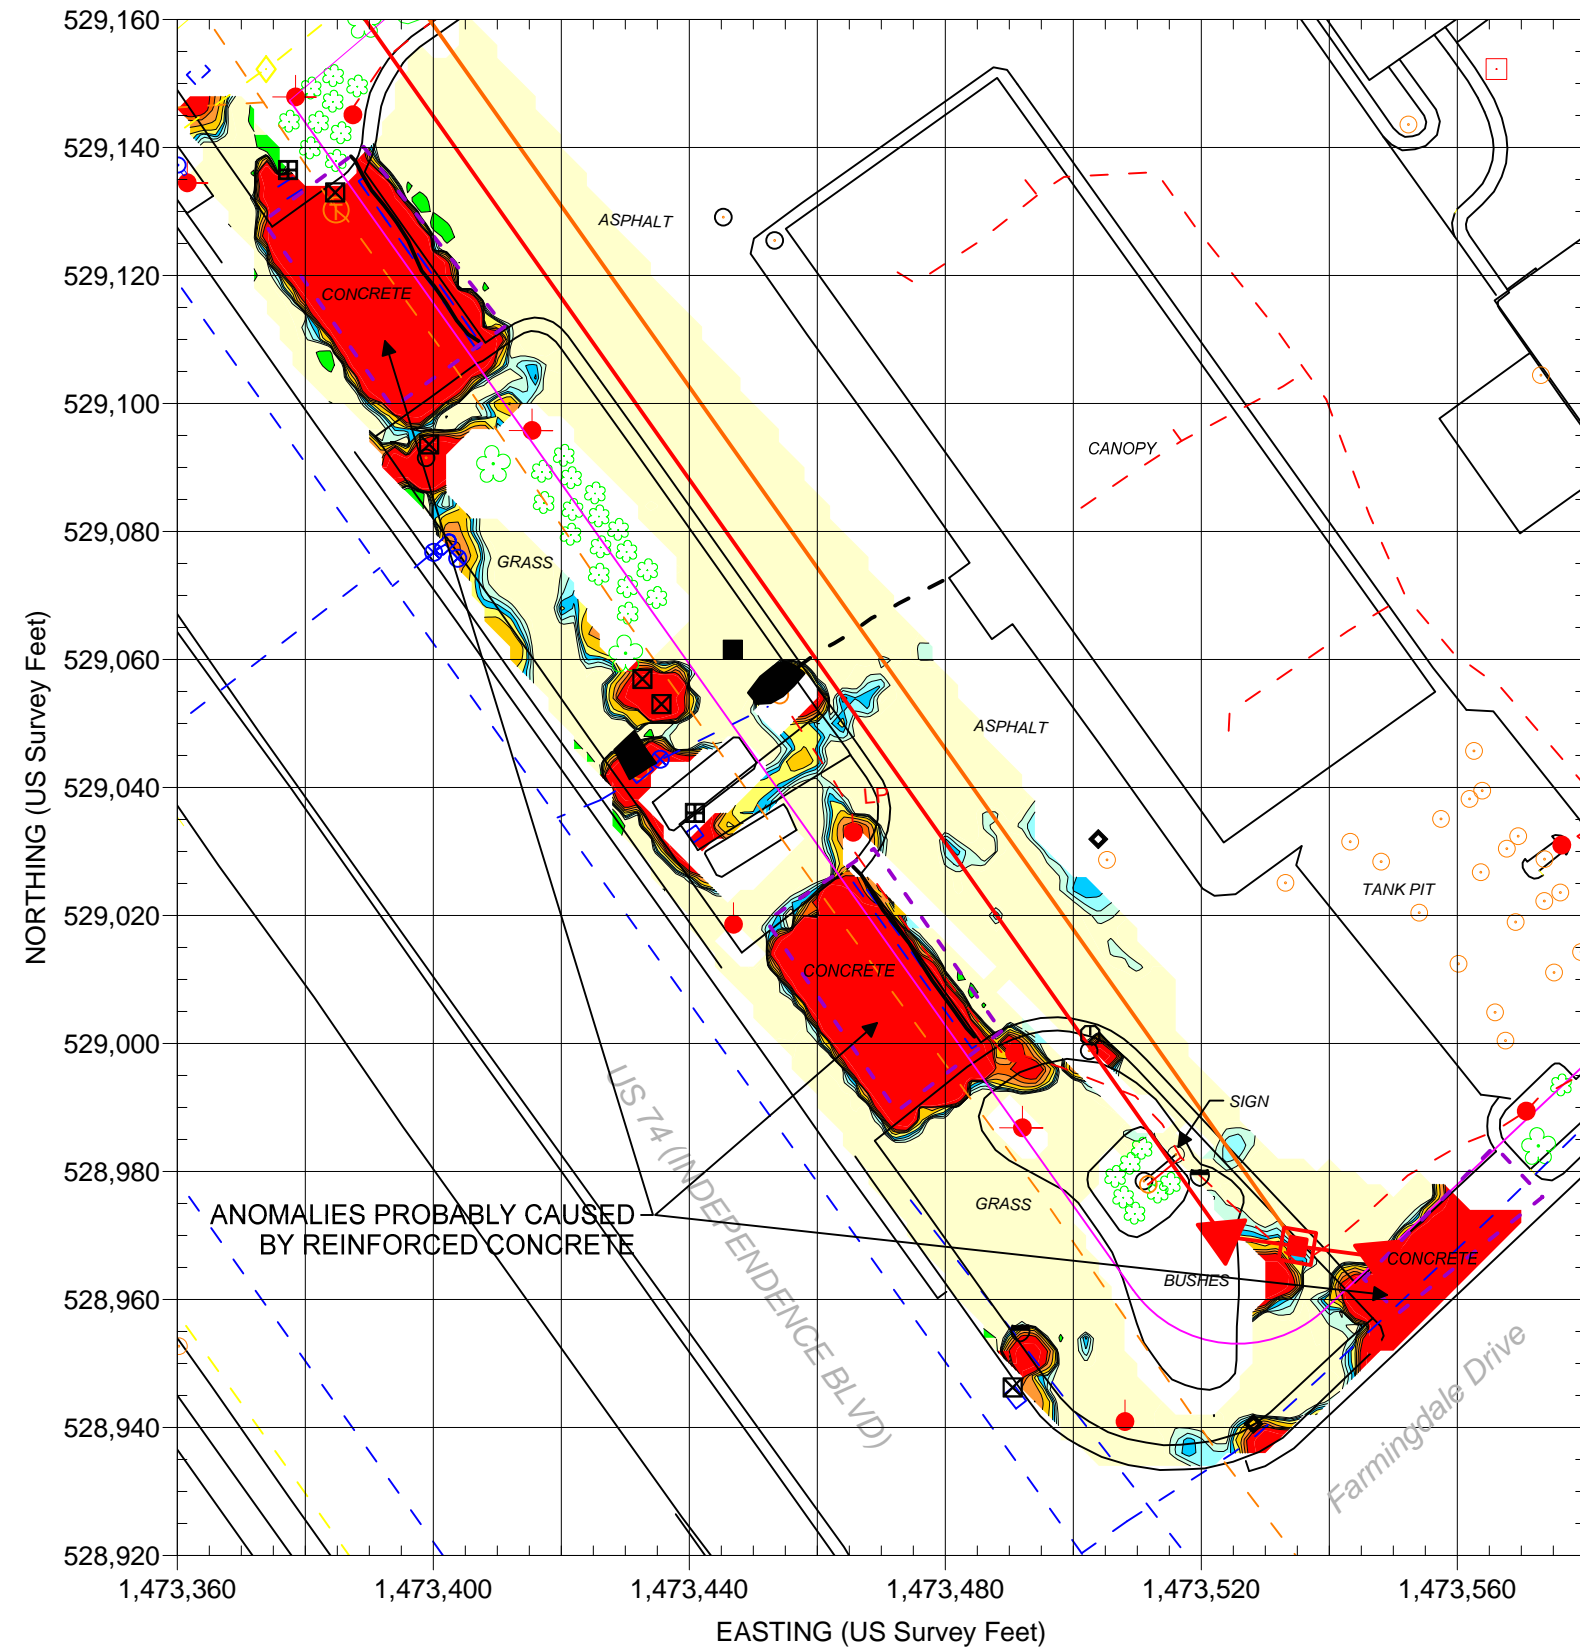 529,160
529,140
529,120
529,100
529,080
529,060
529,040
529,020
529,000
528,980
528,960
528,940
528,920
NORTHING (US Survey Feet)
1,473,360
1,473,400
1,473,440
1,473,480
1,473,520
1,473,560
EASTING (US Survey Feet)
ASPHALT
CONCRETE
CANOPY
GRASS
ASPHALT
LP
TANK PIT
CONCRETE
SIGN
GRASS
ANOMALIES PROBABLY CAUSED
BY REINFORCED CONCRETE
CONCRETE
BUSHES
US 74 (INDEPENDENCE BLVD)
Farmingdale Drive